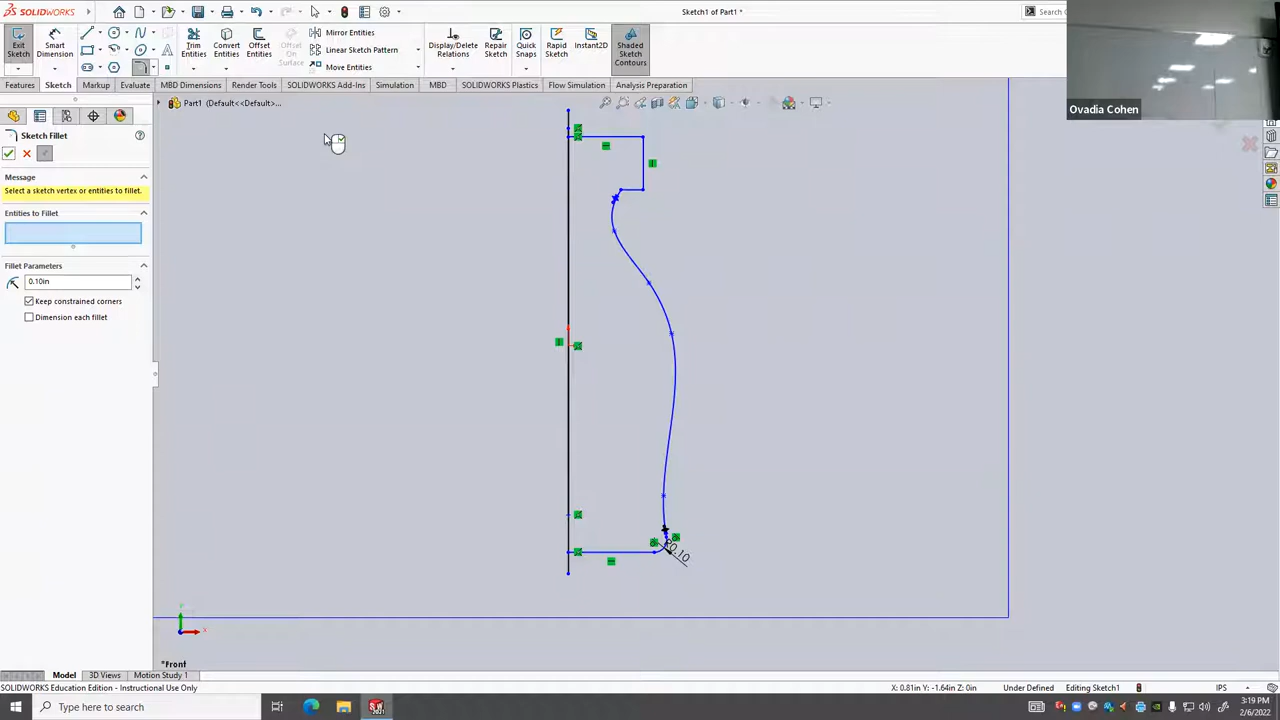 SOLIDWORKS
Sketch1 of Part1 *
Search Co
Exit Sketch
Smart Dimension
Trim Entities
Convert Entities
Offset Entities
Offset On Surface
Mirror Entities
Linear Sketch Pattern
Move Entities
Display/Delete Relations
Repair Sketch
Quick Snaps
Rapid Sketch
Instant2D
Shaded Sketch Contours
Features
Sketch
Markup
Evaluate
MBD Dimensions
Render Tools
SOLIDWORKS Add-Ins
Simulation
MBD
SOLIDWORKS Plastics
Flow Simulation
Analysis Preparation
Ovadia Cohen
Part1 (Default<<Default>...
Sketch Fillet
Message
Select a sketch vertex or entities to fillet.
Entities to Fillet
Fillet Parameters
0.10in
Keep constrained corners
Dimension each fillet
R0.10
Y
X
*Front
Model
3D Views
Motion Study 1
SOLIDWORKS Education Edition - Instructional Use Only
X: 0.81in Y: -1.64in Z: 0in
Under Defined
Editing Sketch1
IPS
Type here to search
3:19 PM
2/6/2022